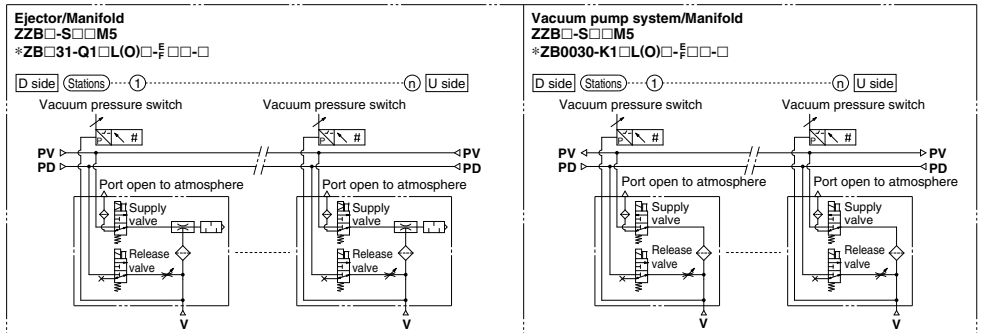 Ejector/Manifold
ZZB□-S□□M5
*ZB□31-Q1□L(O)□-E/F□□-□
D side Stations 1 n U side
Vacuum pressure switch Vacuum pressure switch
P # P #
PV PV
PD PD
Port open to atmosphere Port open to atmosphere
Supply valve Supply valve
Release valve Release valve
V V
Vacuum pump system/Manifold
ZZB□-S□□M5
*ZB0030-K1□L(O)□-E/F□□-□
D side Stations 1 n U side
Vacuum pressure switch Vacuum pressure switch
P # P #
PV PV
PD PD
Port open to atmosphere Port open to atmosphere
Supply valve Supply valve
Release valve Release valve
V V